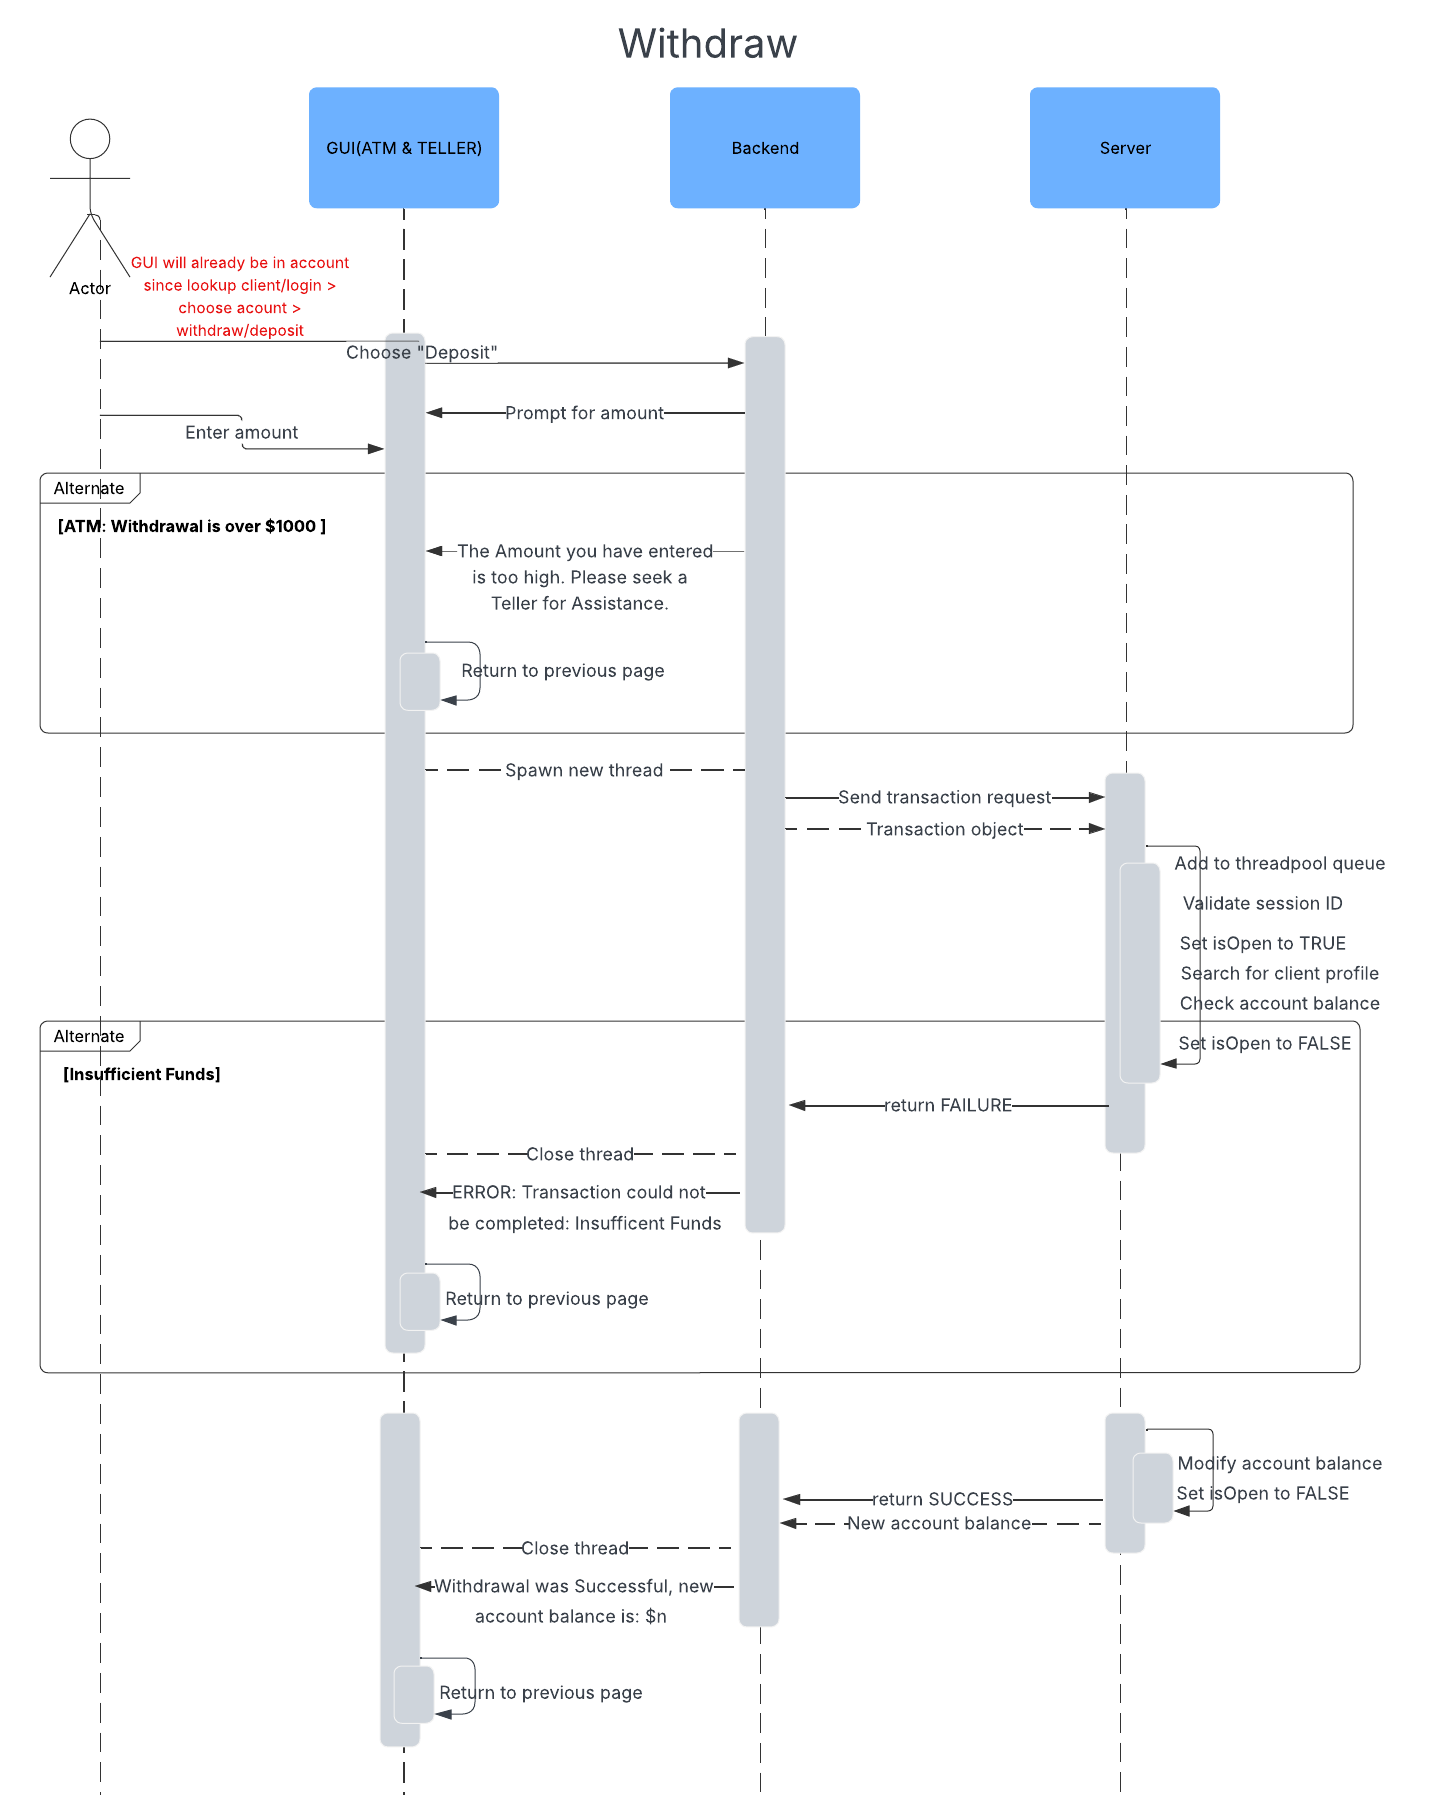 Withdraw
GUI(ATM & TELLER)
Backend
Server
Actor
GUI will already be in account
since lookup client/login >
choose acount >
withdraw/deposit
Choose "Deposit"
Prompt for amount
Enter amount
Alternate
[ATM: Withdrawal is over $1000 ]
The Amount you have entered
is too high. Please seek a
Teller for Assistance.
Return to previous page
Spawn new thread
Send transaction request
Transaction object
Add to threadpool queue
Validate session ID
Set isOpen to TRUE
Search for client profile
Check account balance
Alternate
Set isOpen to FALSE
[Insufficient Funds]
return FAILURE
Close thread
ERROR: Transaction could not
be completed: Insufficent Funds
Return to previous page
Modify account balance
Set isOpen to FALSE
return SUCCESS
New account balance
Close thread
Withdrawal was Successful, new
account balance is: $n
Return to previous page